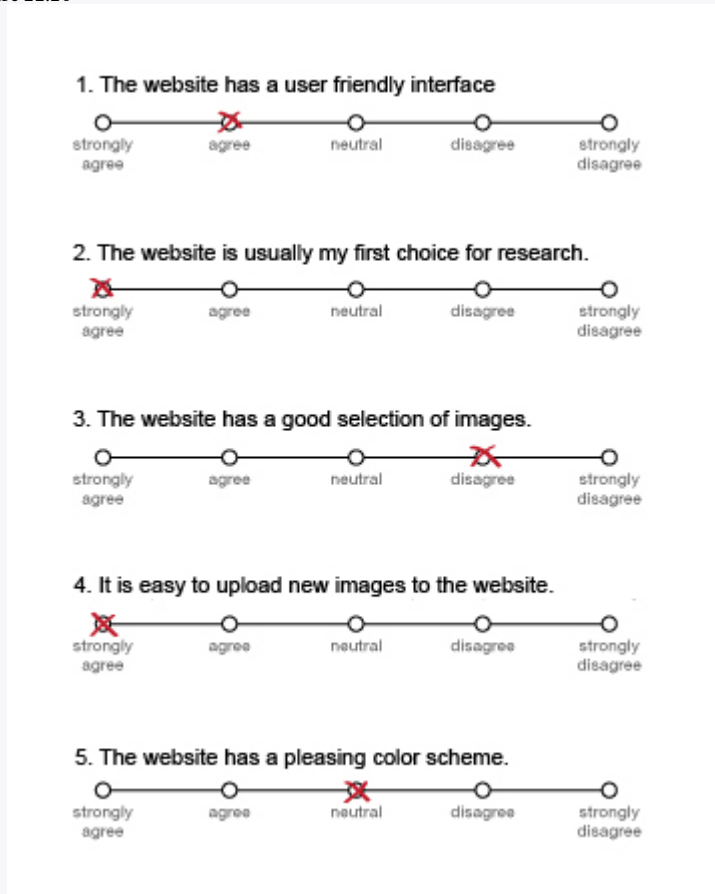 1. The website has a user friendly interface
strongly agree agree neutral disagree strongly disagree
2. The website is usually my first choice for research.
strongly agree agree neutral disagree strongly disagree
3. The website has a good selection of images.
strongly agree agree neutral disagree strongly disagree
4. It is easy to upload new images to the website.
strongly agree agree neutral disagree strongly disagree
5. The website has a pleasing color scheme.
strongly agree agree neutral disagree strongly disagree